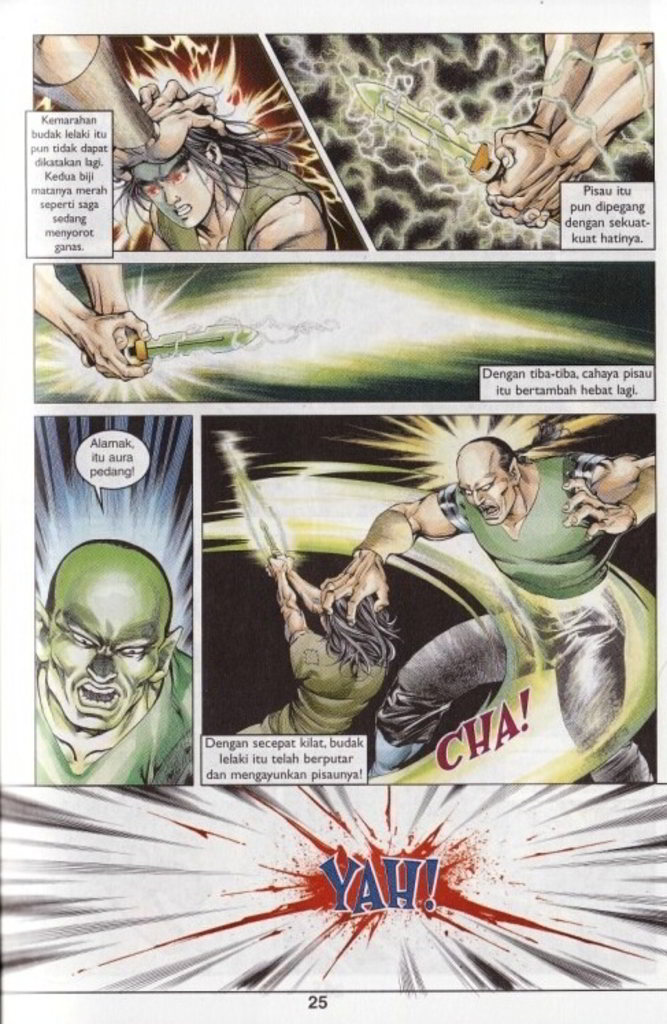 Kemarahan
budak lelaki itu
pun tidak dapat
dikatakan lagi.
Kedua biji
matanya merah
seperti saga
sedang
menyorot
ganas.
Pisau itu
pun dipegang
dengan sekuat-
kuat hatinya.
Dengan tiba-tiba, cahaya pisau
itu bertambah hebat lagi.
Alamak,
itu aura
pedang!
Dengan secepat kilat, budak
lelaki itu telah berputar
dan mengayunkan pisaunya!
CHA!
YAH!
25